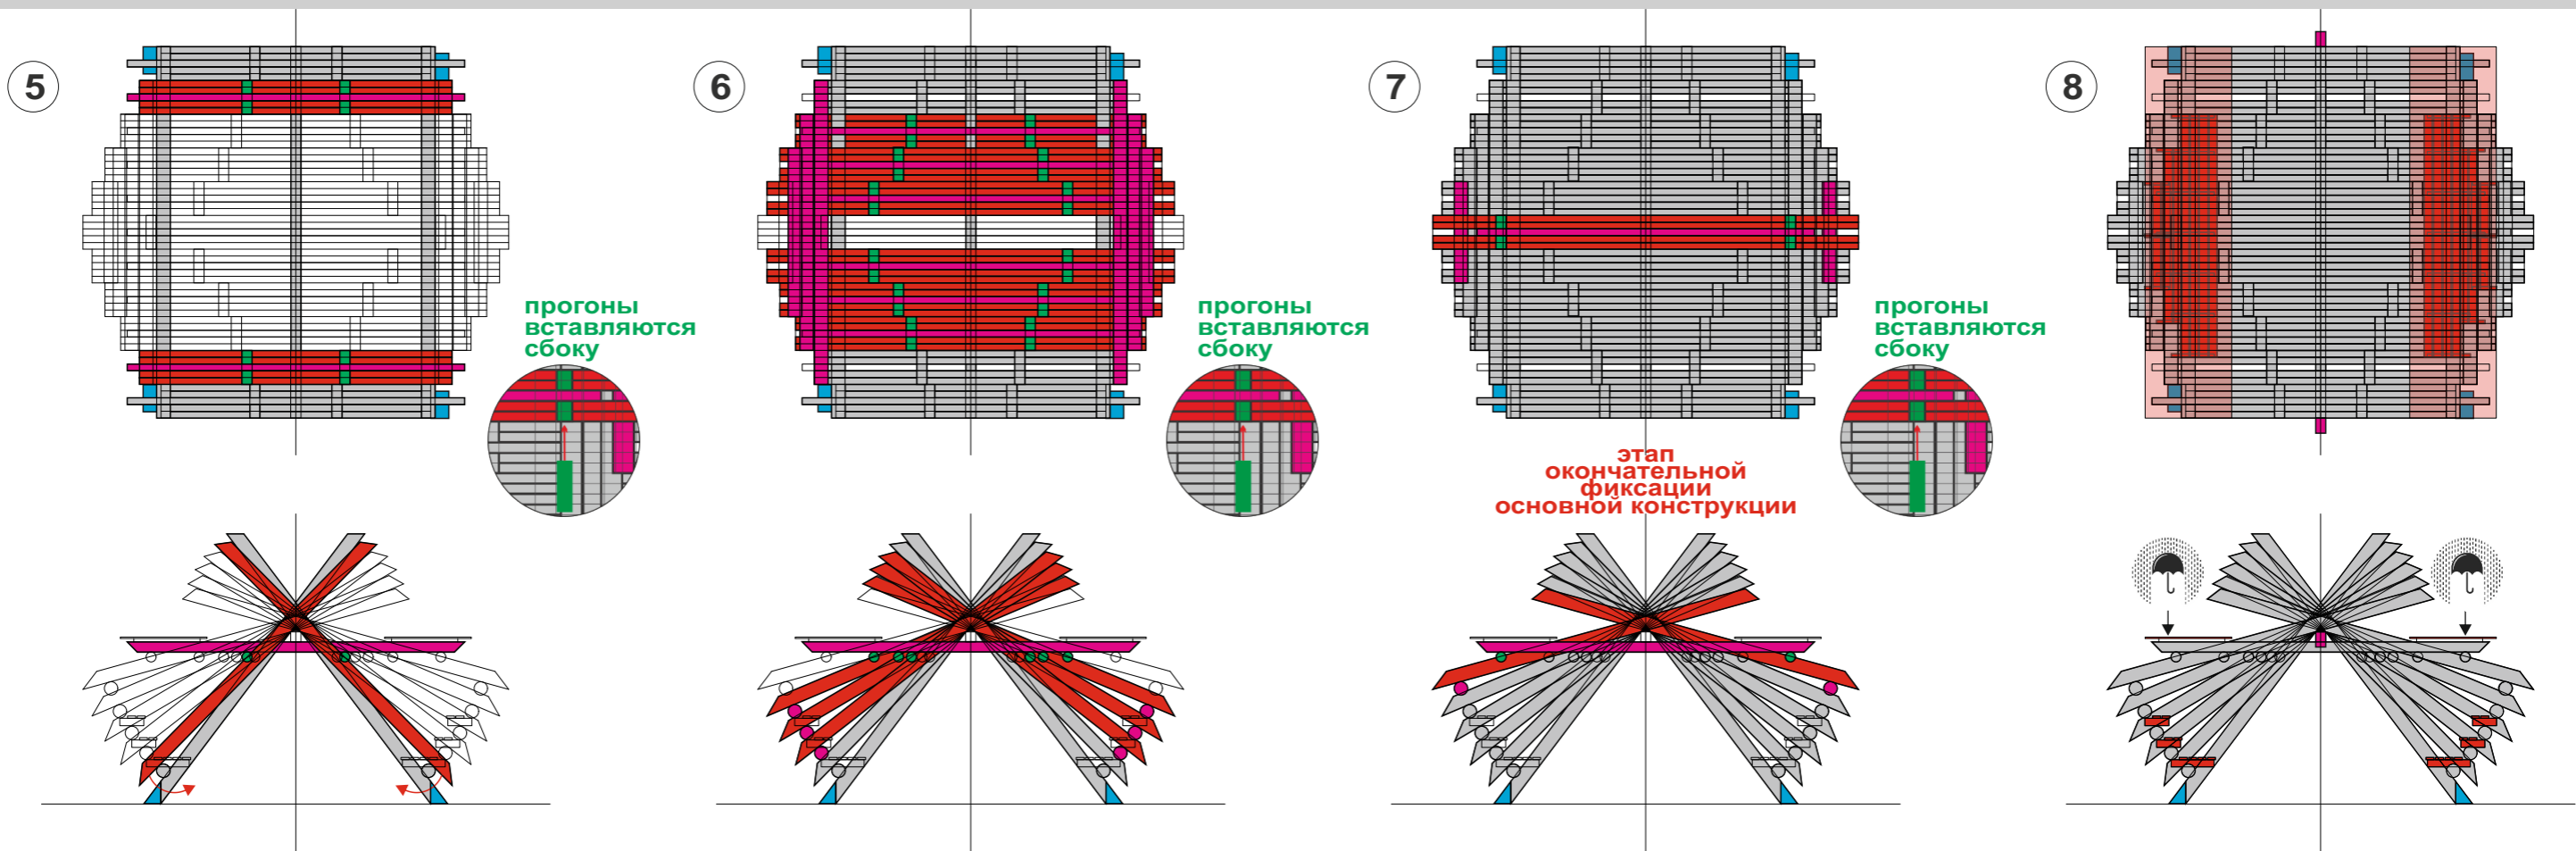 5
6
7
8
прогоны
вставляются
сбоку
прогоны
вставляются
сбоку
прогоны
вставляются
сбоку
этап
окончательной
фиксации
основной конструкции